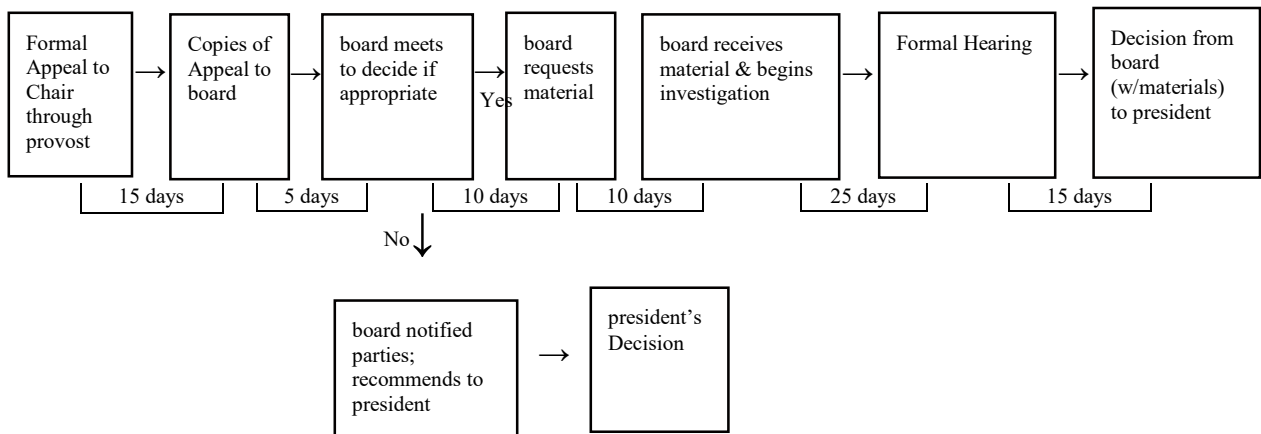 Formal
Appeal to
Chair
through
provost
Copies of
Appeal to
board
board meets
to decide if
appropriate
Yes
board
requests
material
board receives
material & begins
investigation
Formal Hearing
Decision from
board
(w/materials)
to president
15 days
5 days
10 days
10 days
25 days
15 days
No
board notified
parties;
recommends to
president
president’s
Decision